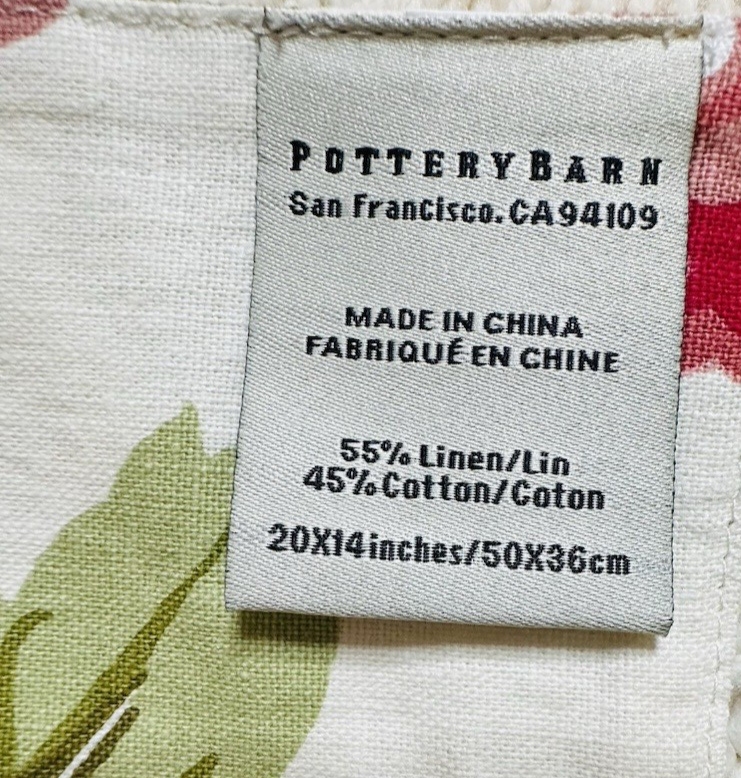 POTTERYBARN
San Francisco.CA94109
MADE IN CHINA
FABRIQUÉ EN CHINE
55% Linen/Lin
45% Cotton/Coton
20X14inches/50X36cm